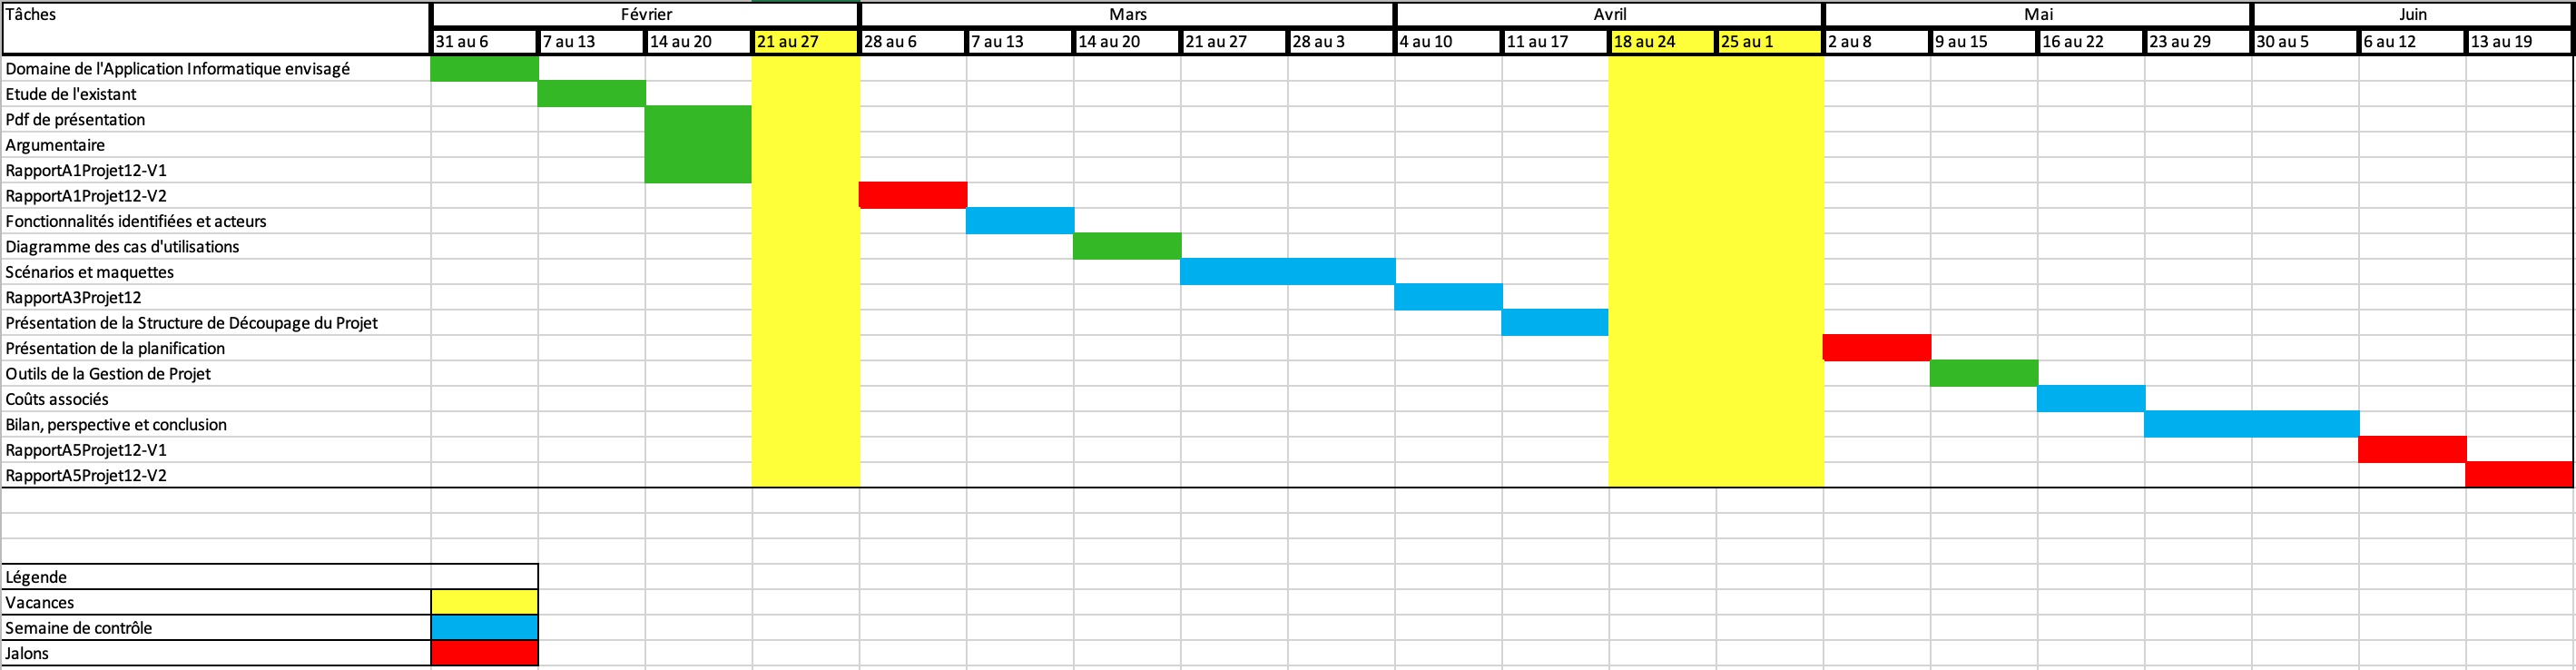 Tâches Février Mars Avril Mai Juin
31 au 6 7 au 13 14 au 20 21 au 27 28 au 6 7 au 13 14 au 20 21 au 27 28 au 3 4 au 10 11 au 17 18 au 24 25 au 1 2 au 8 9 au 15 16 au 22 23 au 29 30 au 5 6 au 12 13 au 19
Domaine de l'Application Informatique envisagé
Etude de l'existant
Pdf de présentation
Argumentaire
RapportA1Projet12-V1
RapportA1Projet12-V2
Fonctionnalités identifiées et acteurs
Diagramme des cas d'utilisations
Scénarios et maquettes
RapportA3Projet12
Présentation de la Structure de Découpage du Projet
Présentation de la planification
Outils de la Gestion de Projet
Coûts associés
Bilan, perspective et conclusion
RapportA5Projet12-V1
RapportA5Projet12-V2
Légende
Vacances
Semaine de contrôle
Jalons